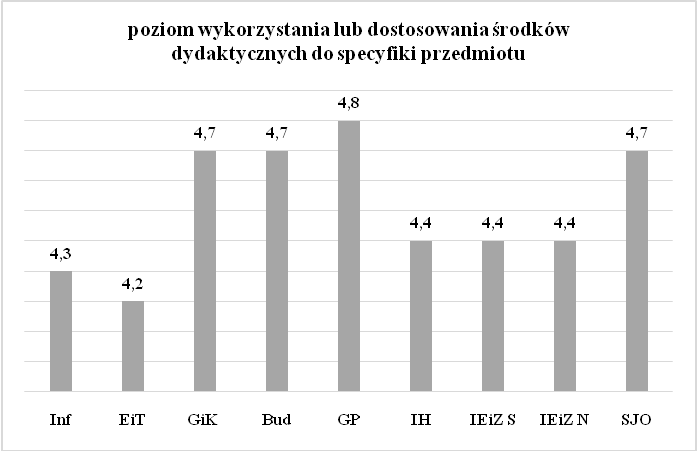 poziom wykorzystania lub dostosowania środków
dydaktycznych do specyfiki przedmiotu
4,3
4,2
4,7
4,7
4,8
4,4
4,4
4,4
4,7
Inf
EiT
GiK
Bud
GP
IH
IEiZ S
IEiZ N
SJO